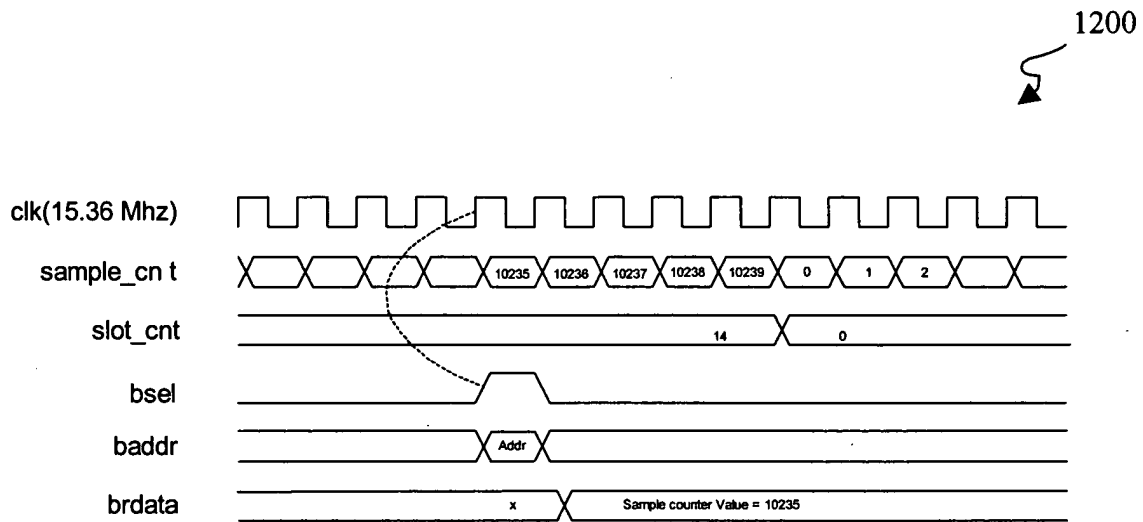 1200
clk(15.36 Mhz)
sample_cn t
10235 10236 10237 10238 10239 0 1 2
slot_cnt
14 0
bsel
baddr
Addr
brdata
x Sample counter Value = 10235